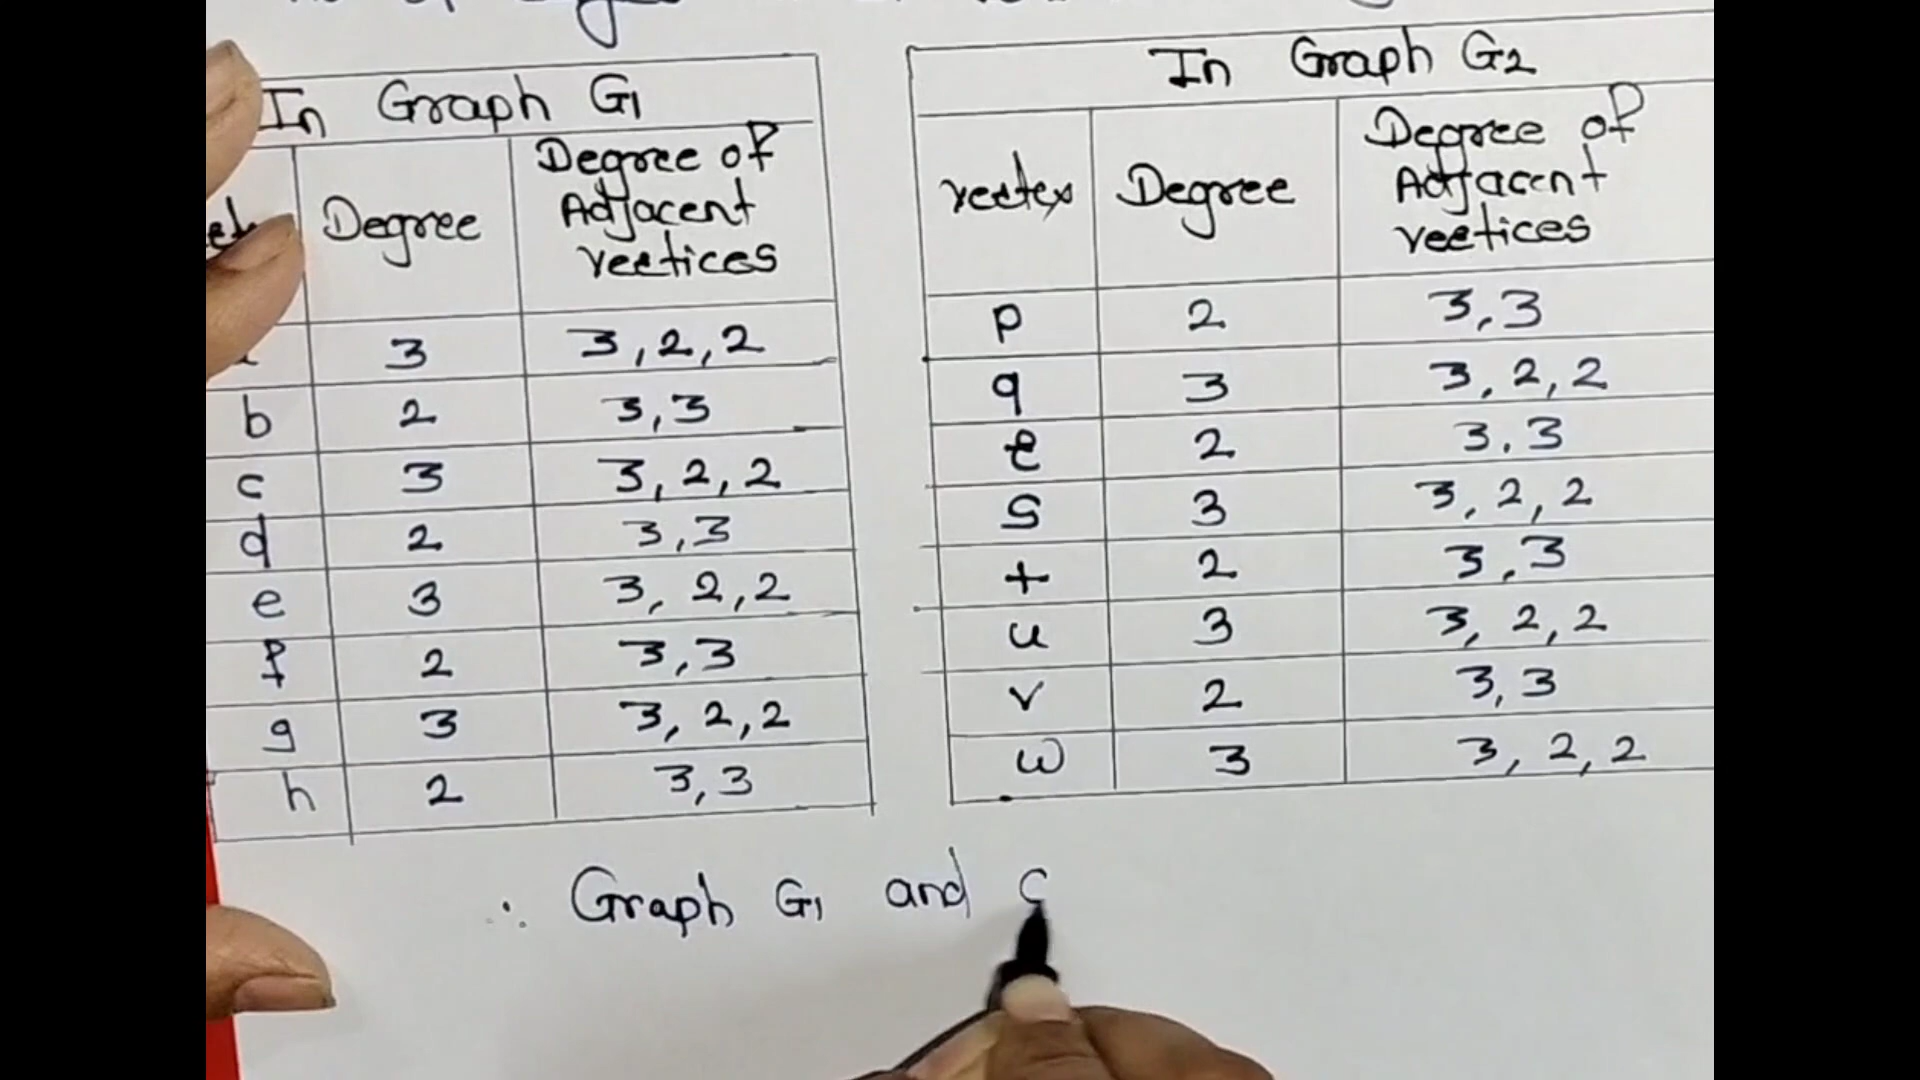 In Graph G1
Degree
Degree of
Adjacent
vertices
3
3, 2, 2
b
2
3, 3
c
3
3, 2, 2
d
2
3, 3
e
3
3, 2, 2
f
2
3, 3
g
3
3, 2, 2
h
2
3, 3
In Graph G2
vertex
Degree
Degree of
Adjacent
vertices
p
2
3, 3
q
3
3, 2, 2
r
2
3, 3
s
3
3, 2, 2
t
2
3, 3
u
3
3, 2, 2
v
2
3, 3
w
3
3, 2, 2
∴ Graph G1 and